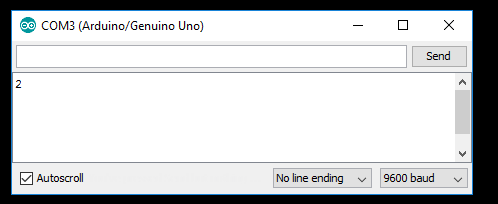 COM3 (Arduino/Genuino Uno)
Send
2
Autoscroll
No line ending
9600 baud